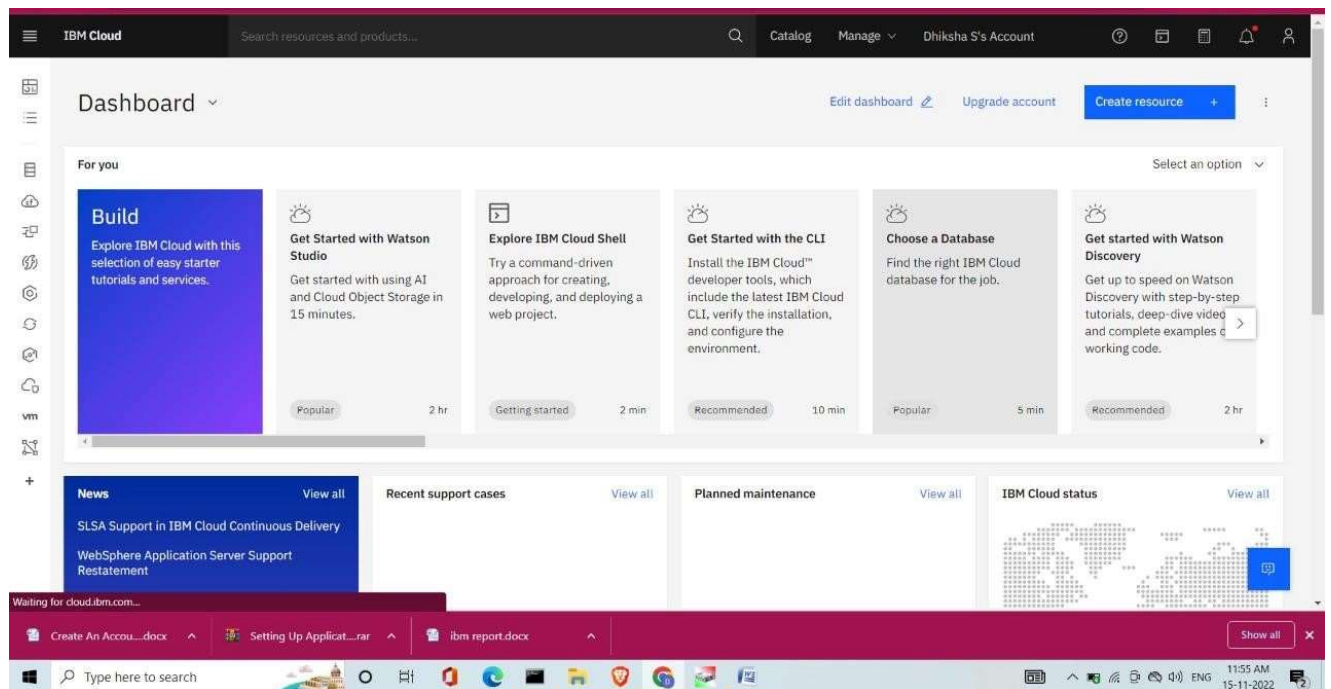 IBM Cloud
Search resources and products...
Catalog
Manage
Dhiksha S's Account
Dashboard
Edit dashboard
Upgrade account
Create resource +
For you
Select an option
Build
Explore IBM Cloud with this
selection of easy starter
tutorials and services.
Get Started with Watson
Studio
Get started with using AI
and Cloud Object Storage in
15 minutes.
Popular
2 hr
Explore IBM Cloud Shell
Try a command-driven
approach for creating,
developing, and deploying a
web project.
Getting started
2 min
Get Started with the CLI
Install the IBM Cloud™
developer tools, which
include the latest IBM Cloud
CLI, verify the installation,
and configure the
environment.
Recommended
10 min
Choose a Database
Find the right IBM Cloud
database for the job.
Popular
5 min
Get started with Watson
Discovery
Get up to speed on Watson
Discovery with step-by-step
tutorials, deep-dive video
and complete examples
working code.
Recommended
2 hr
vm
News
View all
SLSA Support in IBM Cloud Continuous Delivery
WebSphere Application Server Support
Restatement
Recent support cases
View all
Planned maintenance
View all
IBM Cloud status
View all
Waiting for cloud.ibm.com...
Create An Accou....docx
Setting Up Applicat....rar
ibm report.docx
Show all
Type here to search
ENG
11:55 AM
15-11-2022
2